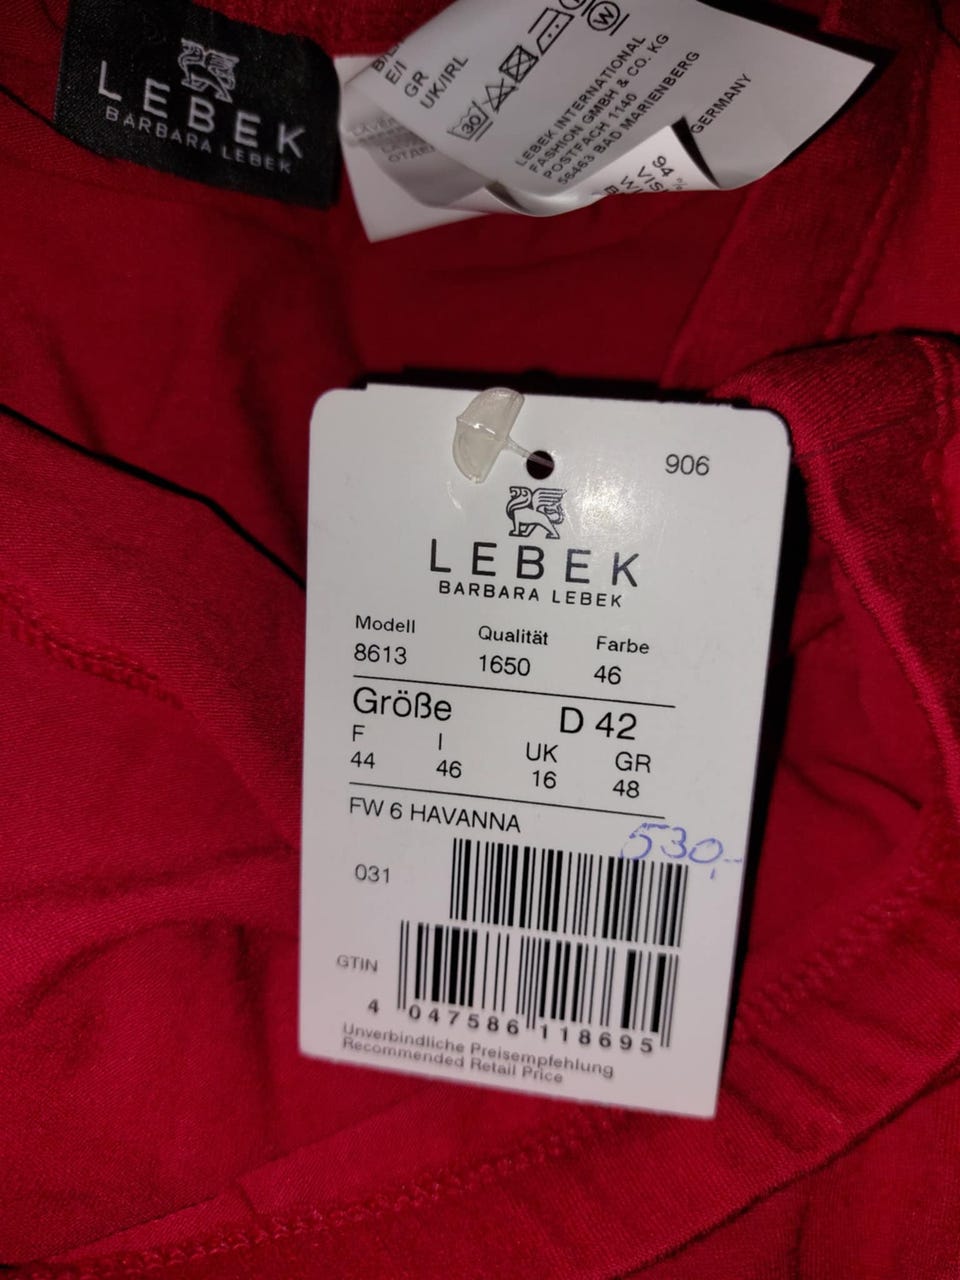 LEBEK
BARBARA LEBEK
E/I
GR
UK/IRL
30
W
LEBEK INTERNATIONAL
FASHION GMBH & CO. KG
POSTFACH 1140
56463 BAD MARIENBERG
GERMANY
94 %
906
LEBEK
BARBARA LEBEK
Modell Qualität Farbe
8613 1650 46
Größe D 42
F I UK GR
44 46 16 48
FW 6 HAVANNA
530,-
031
GTIN
4 047586 118695
Unverbindliche Preisempfehlung
Recommended Retail Price